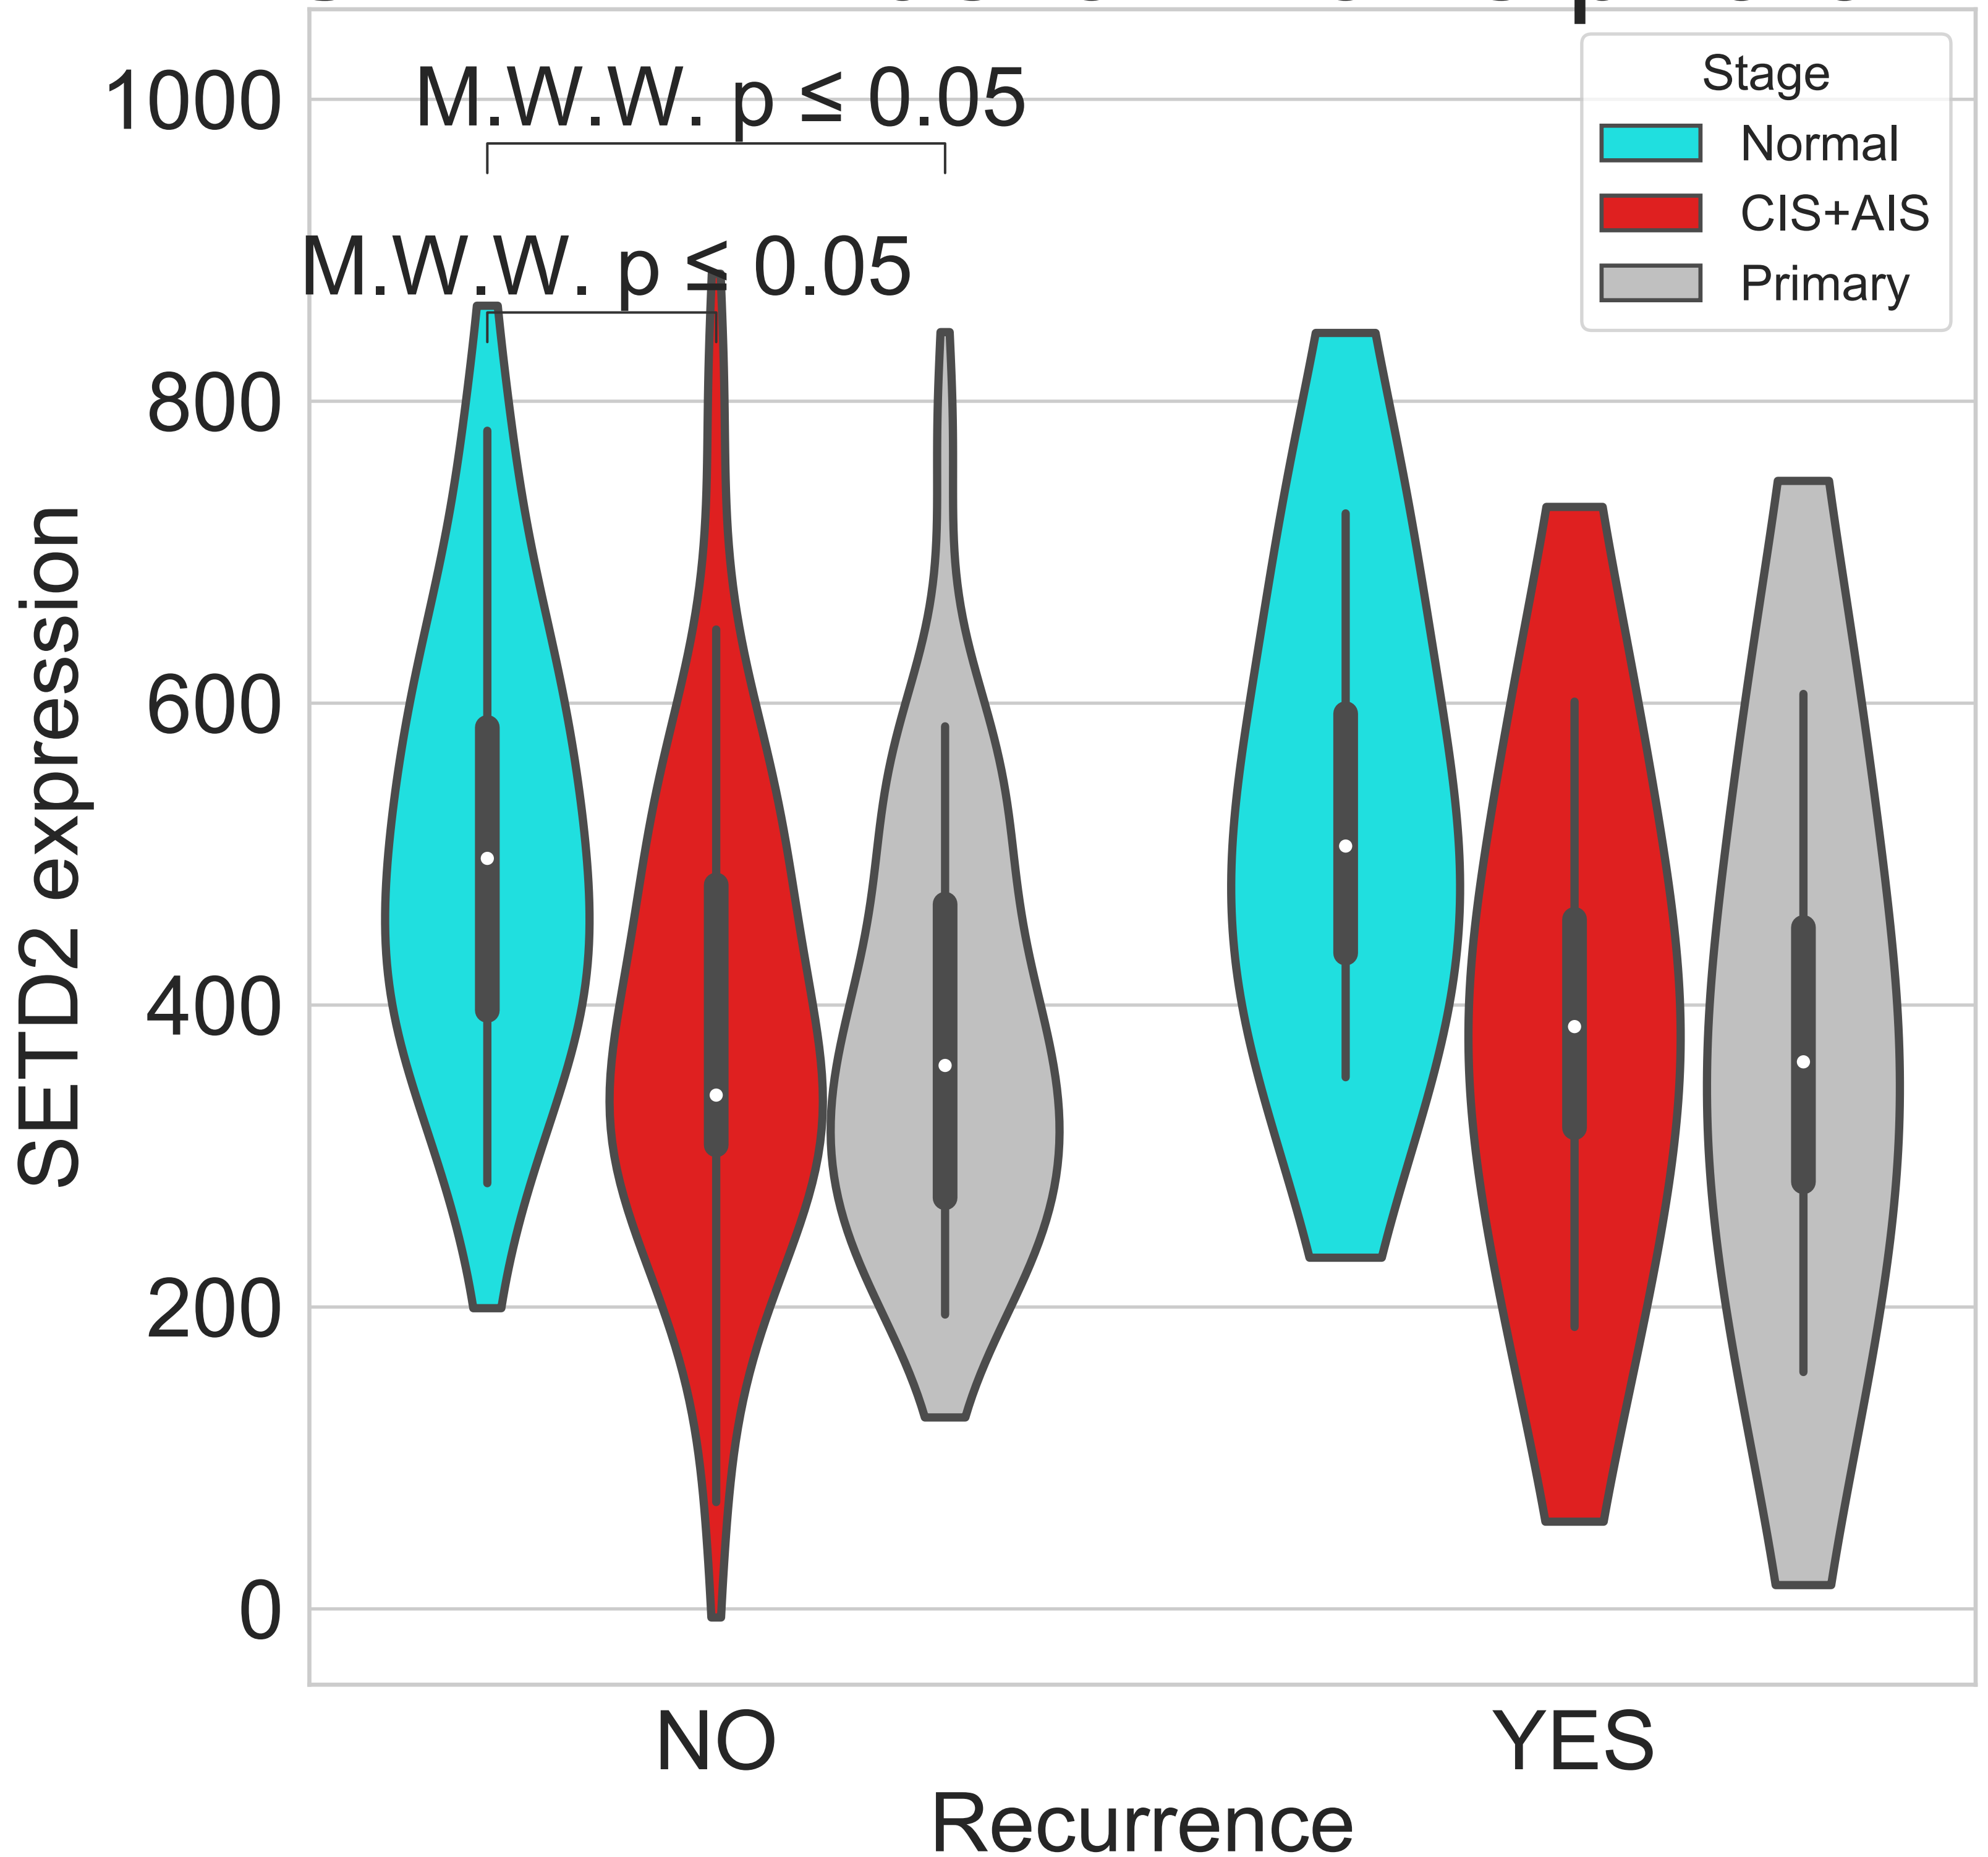 M.W.W. p ≤ 0.05
M.W.W. p ≤ 0.05
Stage
Normal
CIS+AIS
Primary
1000
800
600
400
200
0
SETD2 expression
NO
YES
Recurrence